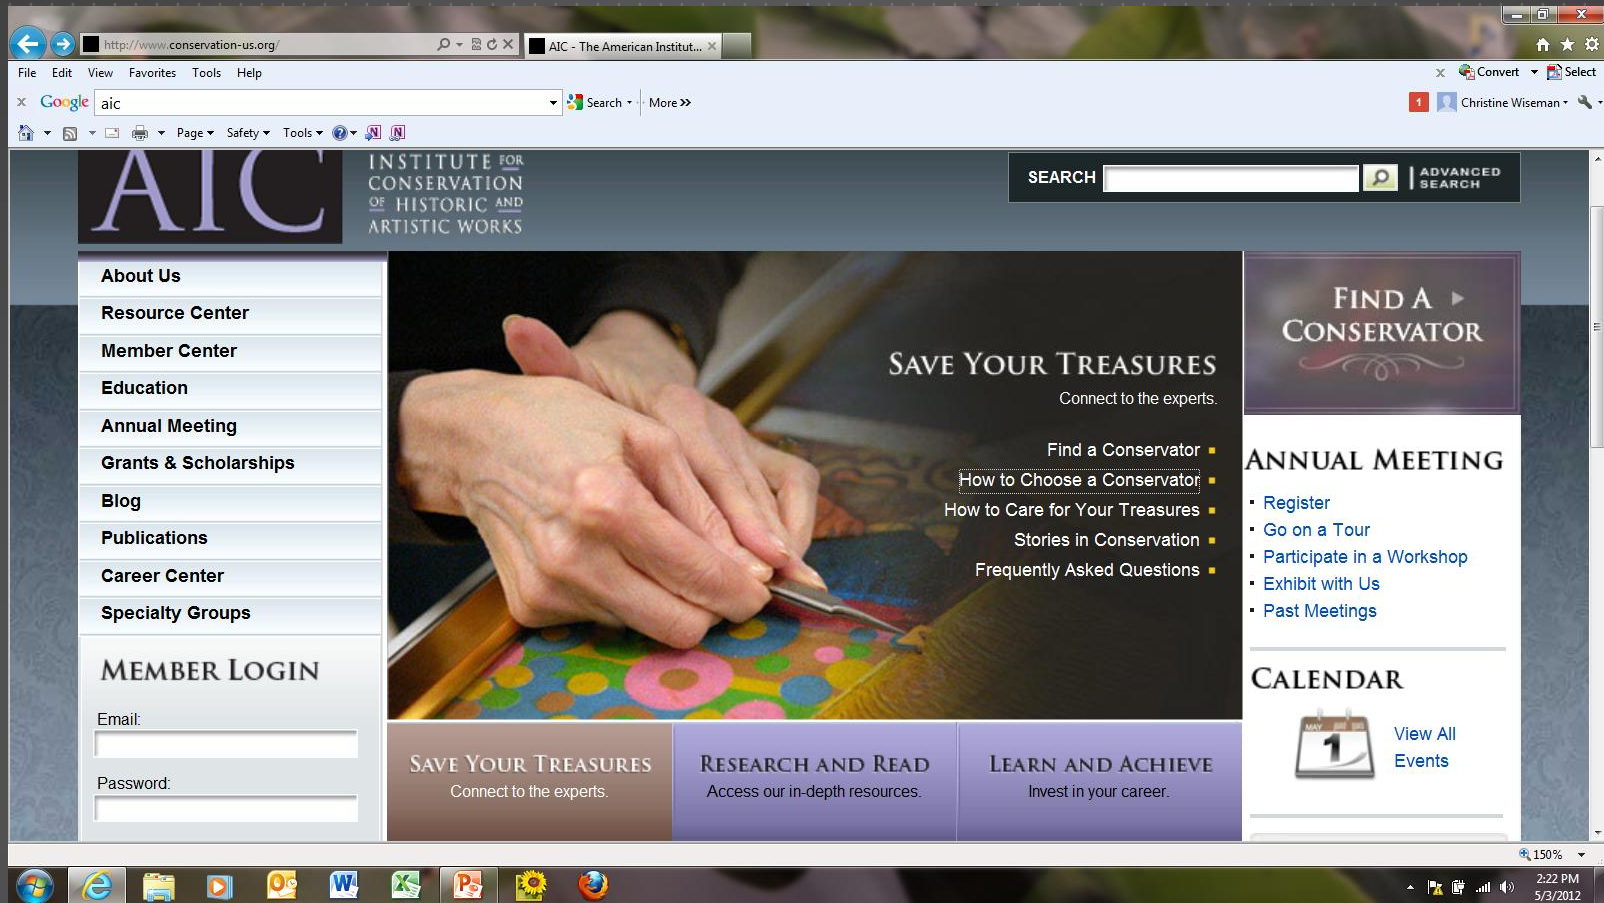 http://www.conservation-us.org/
AIC - The American Institut...
File Edit View Favorites Tools Help
Convert Select
Google aic Search More »
1 Christine Wiseman
Page Safety Tools
AIC
INSTITUTE FOR
CONSERVATION
OF HISTORIC AND
ARTISTIC WORKS
SEARCH
ADVANCED
SEARCH
About Us
Resource Center
Member Center
Education
Annual Meeting
Grants & Scholarships
Blog
Publications
Career Center
Specialty Groups
MEMBER LOGIN
Email:
Password:
SAVE YOUR TREASURES
Connect to the experts.
Find a Conservator
How to Choose a Conservator
How to Care for Your Treasures
Stories in Conservation
Frequently Asked Questions
SAVE YOUR TREASURES
Connect to the experts.
RESEARCH AND READ
Access our in-depth resources.
LEARN AND ACHIEVE
Invest in your career.
FIND A
CONSERVATOR
ANNUAL MEETING
Register
Go on a Tour
Participate in a Workshop
Exhibit with Us
Past Meetings
CALENDAR
MAY
1
View All
Events
150%
2:22 PM
5/3/2012